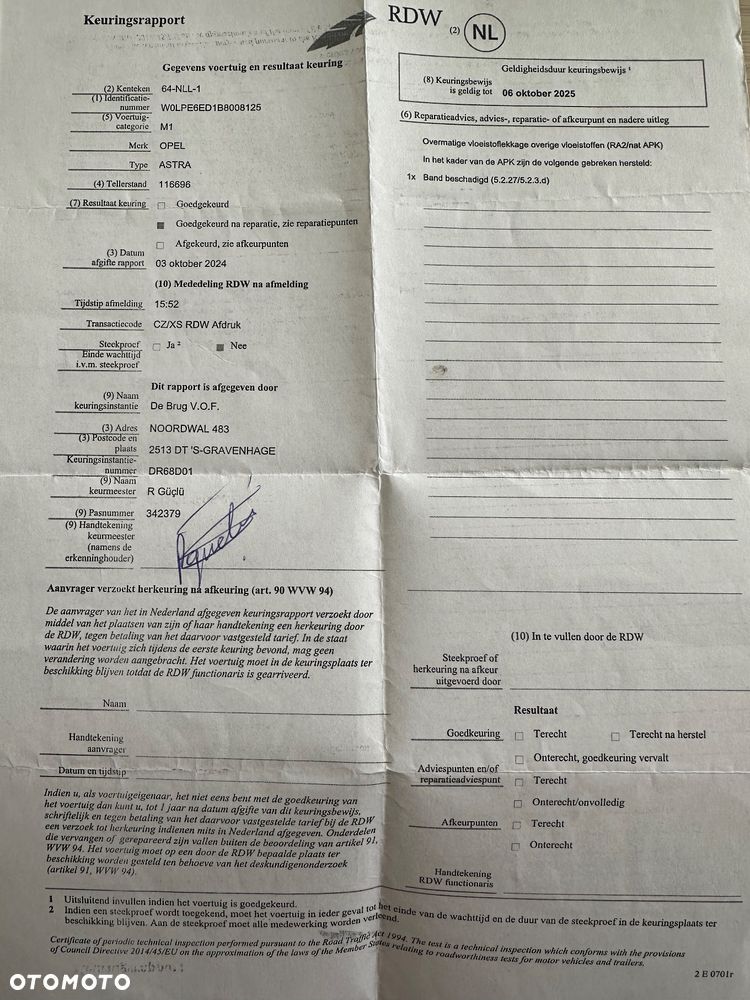 Keuringsrapport
RDW (2) NL
Gegevens voertuig en resultaat keuring
(2) Kenteken 64-NLL-1
(1) Identificatie-
nummer W0LPE6ED1B8008125
(5) Voertuig-
categorie M1
Merk OPEL
Type ASTRA
(4) Tellerstand 116696
(7) Resultaat keuring Goedgekeurd
Goedgekeurd na reparatie, zie reparatiepunten
Afgekeurd, zie afkeurpunten
(3) Datum
afgifte rapport 03 oktober 2024
(10) Mededeling RDW na afmelding
Tijdstip afmelding 15:52
Transactiecode CZ/XS RDW Afdruk
Steekproef Ja ² Nee
Einde wachttijd
i.v.m. steekproef
Dit rapport is afgegeven door
(9) Naam
keuringsinstantie De Brug V.O.F.
(3) Adres NOORDWAL 483
(3) Postcode en
plaats 2513 DT 'S-GRAVENHAGE
Keuringsinstantie-
nummer DR68D01
(9) Naam
keurmeester R Güçlü
(9) Pasnummer 342379
(9) Handtekening
keurmeester
(namens de
erkenninghouder)
Aanvrager verzoekt herkeuring na afkeuring (art. 90 WVW 94)
De aanvrager van het in Nederland afgegeven keuringsrapport verzoekt door
middel van het plaatsen van zijn of haar handtekening een herkeuring door
de RDW, tegen betaling van het daarvoor vastgesteld tarief. In de staat
waarin het voertuig zich tijdens de eerste keuring bevond, mag geen
verandering worden aangebracht. Het voertuig moet in de keuringsplaats ter
beschikking blijven totdat de RDW functionaris is gearriveerd.
Naam
Handtekening
aanvrager
Datum en tijdstip
Indien u, als voertuigeigenaar, het niet eens bent met de goedkeuring van
het voertuig dan kunt u, tot 1 jaar na datum afgifte van dit keuringsbewijs,
schriftelijk en tegen betaling van het daarvoor vastgestelde tarief bij de RDW
een verzoek tot herkeuring indienen mits in Nederland afgegeven. Onderdelen
die vervangen of gerepareerd zijn vallen buiten de beoordeling van artikel 91,
WVW 94. Het voertuig moet op een door de RDW bepaalde plaats ter
beschikking worden gesteld ten behoeve van het deskundigenonderzoek
(artikel 91, WVW 94).
Geldigheidsduur keuringsbewijs ¹
(8) Keuringsbewijs
is geldig tot 06 oktober 2025
(6) Reparatieadvies, advies-, reparatie- of afkeurpunt en nadere uitleg
Overmatige vloeistoflekkage overige vloeistoffen (RA2/nat APK)
In het kader van de APK zijn de volgende gebreken hersteld:
1x Band beschadigd (5.2.27/5.2.3.d)
(10) In te vullen door de RDW
Steekproef of
herkeuring na afkeur
uitgevoerd door
Resultaat
Goedkeuring Terecht Terecht na herstel
Onterecht, goedkeuring vervalt
Adviespunten en/of
reparatieadviespunt Terecht
Onterecht/onvolledig
Afkeurpunten Terecht
Onterecht
Handtekening
RDW functionaris
1 Uitsluitend invullen indien het voertuig is goedgekeurd.
2 Indien een steekproef wordt toegekend, moet het voertuig in ieder geval tot het einde van de wachttijd en de duur van de steekproef in de keuringsplaats ter
beschikking blijven. Aan de steekproef moet alle medewerking worden verleend.
Certificate of periodic technical inspection performed pursuant to the Road Traffic Act 1994. The test is a technical inspection which conforms with the provisions
of Council Directive 2014/45/EU on the approximation of the laws of the Member States relating to roadworthiness tests for motor vehicles and trailers.
2 E 0701r
OTOMOTO